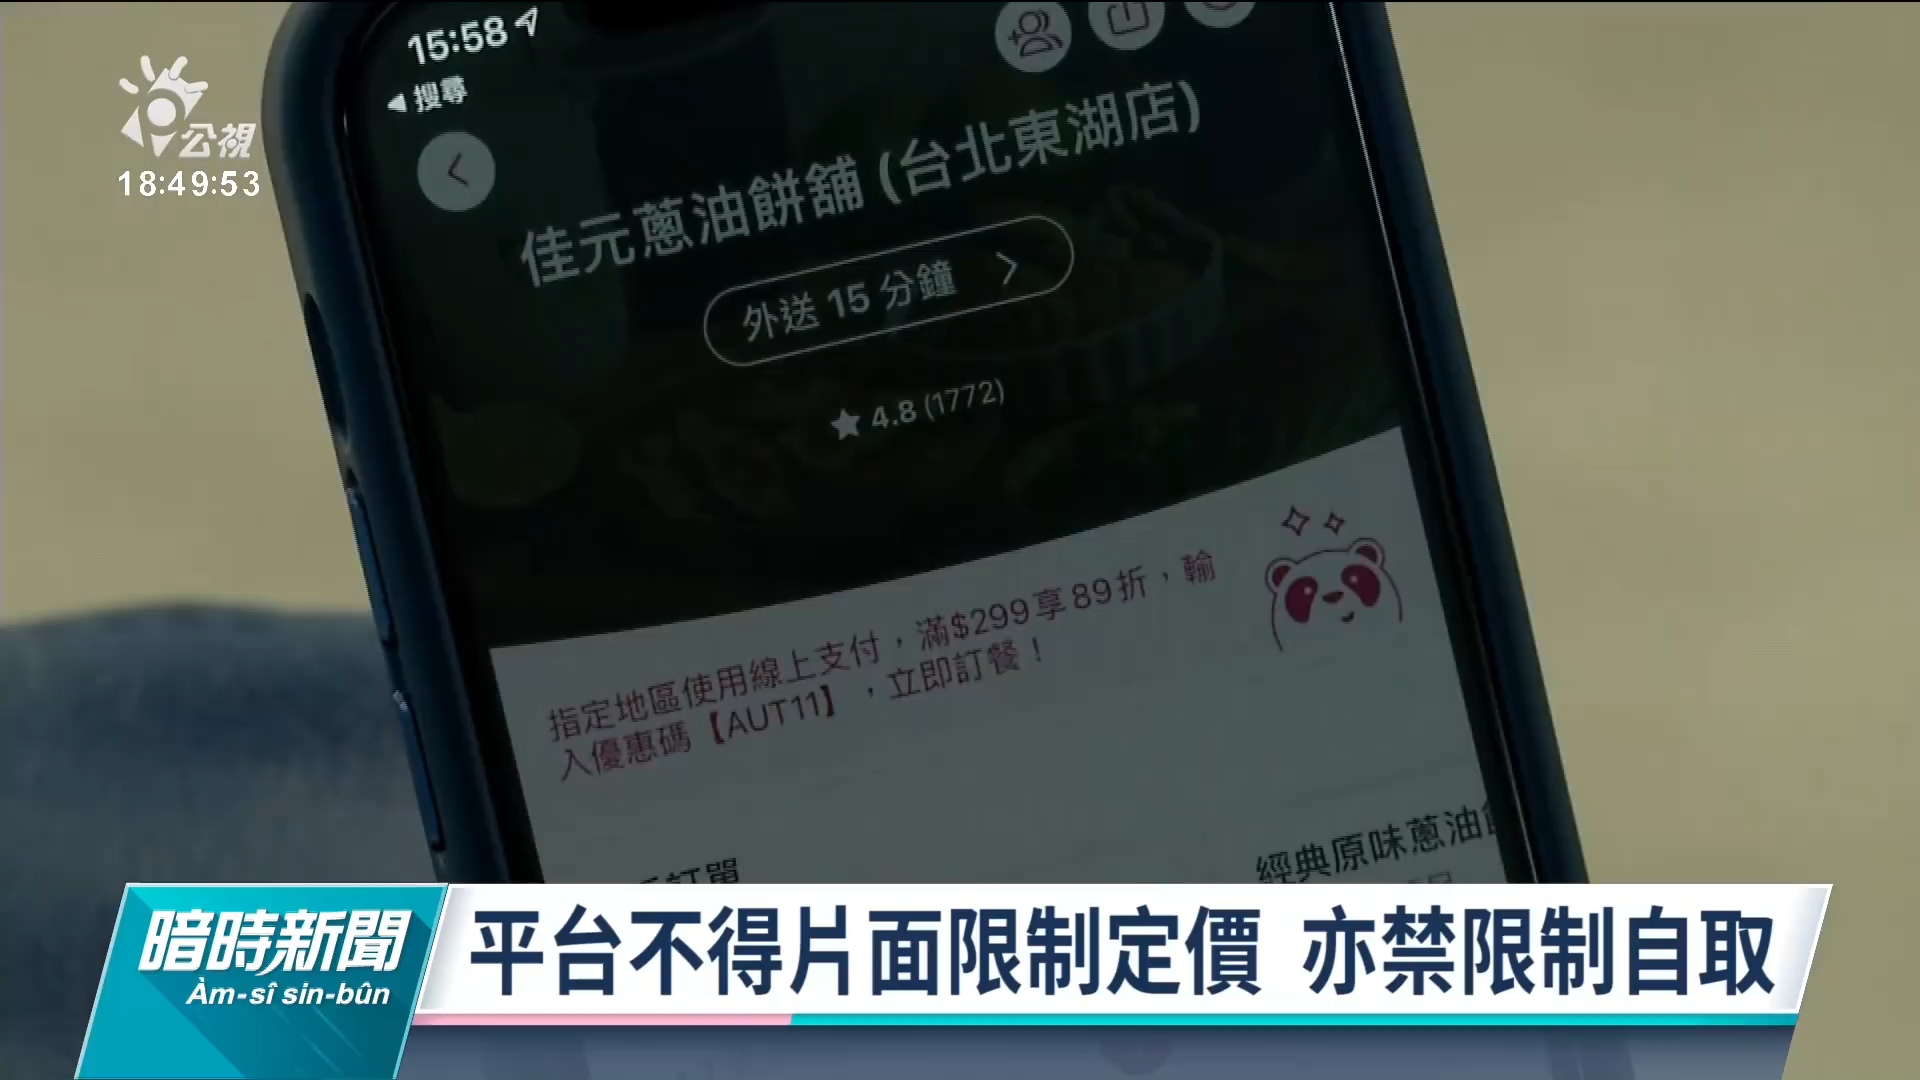 15:58
◀搜尋
公視
18:49:53
佳元蔥油餅舖 (台北東湖店)
外送 15 分鐘 >
★ 4.8 (1772)
指定地區使用線上支付，滿$299享89折，輸
入優惠碼【AUT11】，立即訂餐！
訂單
經典原味蔥油
暗時新聞
Àm-sî sin-bûn
平台不得片面限制定價 亦禁限制自取